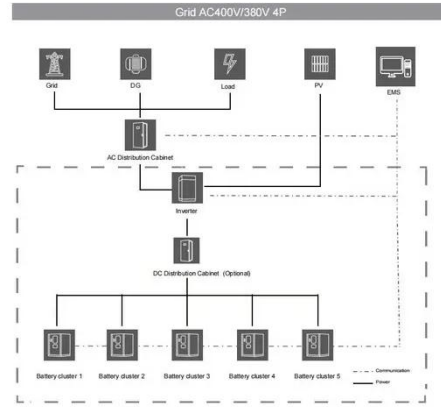 Grid AC400V/380V 4P
Grid
DG
Load
PV
EMS
AC Distribution Cabinet
Inverter
DC Distribution Cabinet (Optional)
Battery cluster 1
Battery cluster 2
Battery cluster 3
Battery cluster 4
Battery cluster 5
Communication
Power